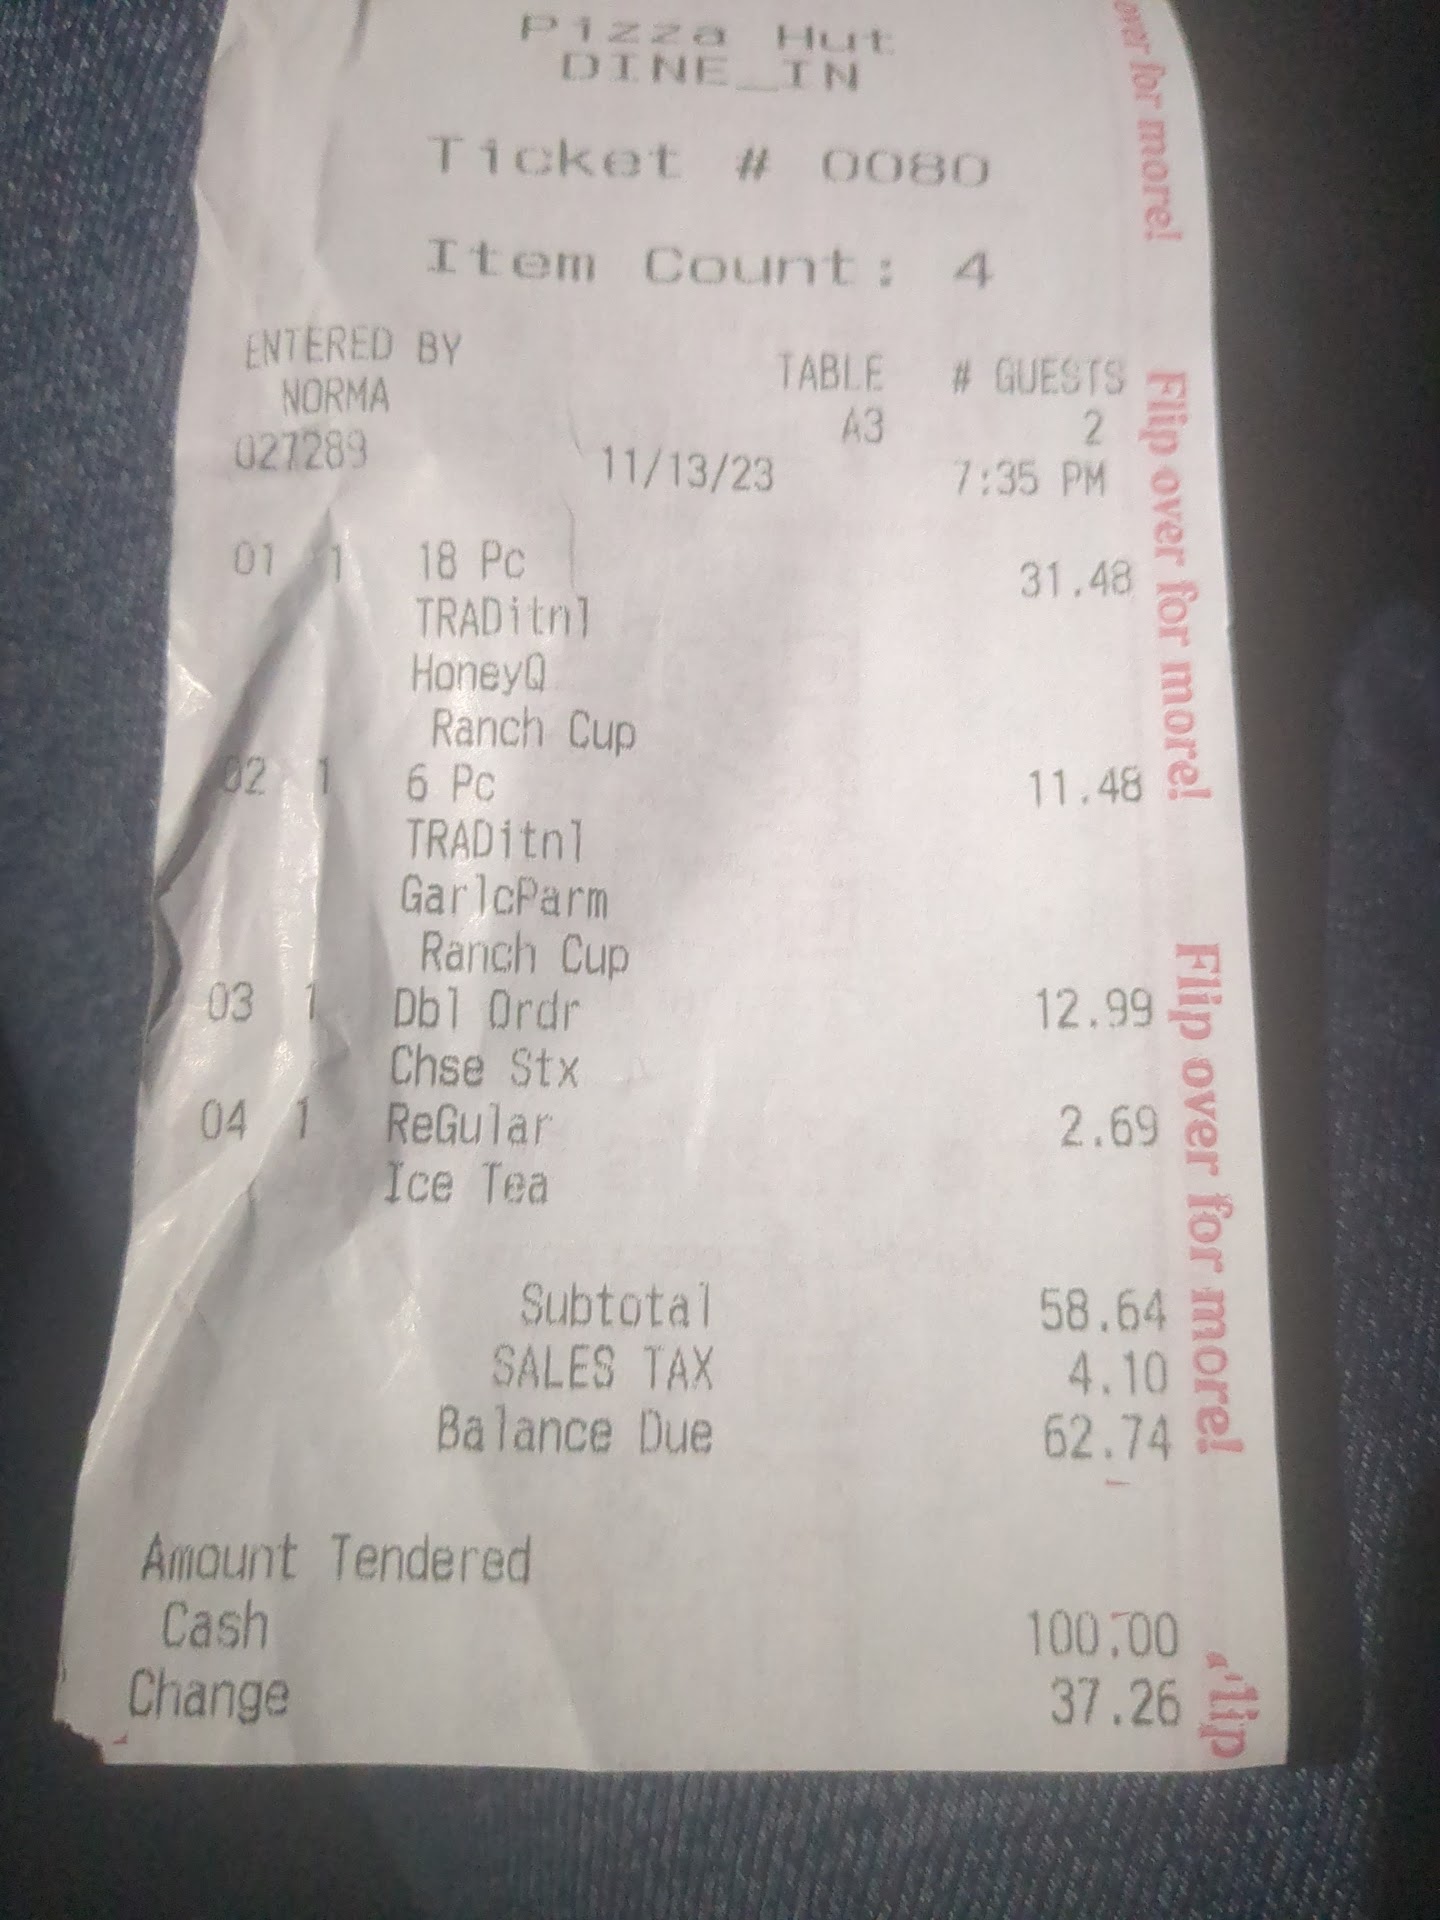 Pizza Hut
DINE_IN
Ticket # 0080
Item Count: 4
ENTERED BY
NORMA
TABLE # GUESTS
A3 2
027289 11/13/23 7:35 PM
01 1 18 Pc 31.48
TRADitnl
HoneyQ
Ranch Cup
02 1 6 Pc 11.48
TRADitnl
GarlcParm
Ranch Cup
03 1 Dbl Ordr 12.99
Chse Stx
04 1 ReGular 2.69
Ice Tea
Subtotal 58.64
SALES TAX 4.10
Balance Due 62.74
Amount Tendered
Cash 100.00
Change 37.26
over for more!
Flip over for more!
Flip over for more!